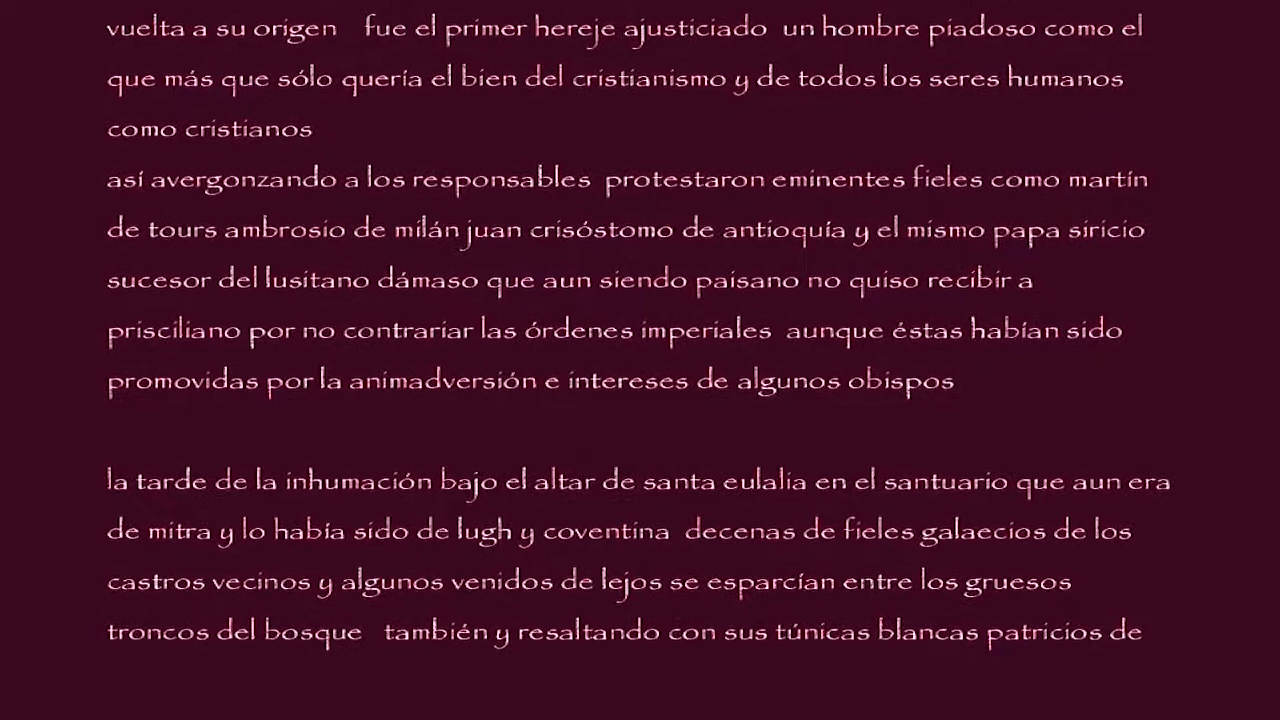 vuelta a su origen fue el primer hereje ajusticiado un hombre piadoso como el
que más que sólo quería el bien del cristianismo y de todos los seres humanos
como cristianos
así avergonzando a los responsables protestaron eminentes fieles como martín
de tours ambrosio de milán juan crisóstomo de antioquía y el mismo papa siricio
sucesor del lusitano dámaso que aun siendo paisano no quiso recibir a
prisciliano por no contrariar las órdenes imperiales aunque éstas habían sido
promovidas por la animadversión e intereses de algunos obispos
la tarde de la inhumación bajo el altar de santa eulalia en el santuario que aun era
de mitra y lo había sido de lugh y coventina decenas de fieles galaecios de los
castros vecinos y algunos venidos de lejos se esparcían entre los gruesos
troncos del bosque también y resaltando con sus túnicas blancas patricios de